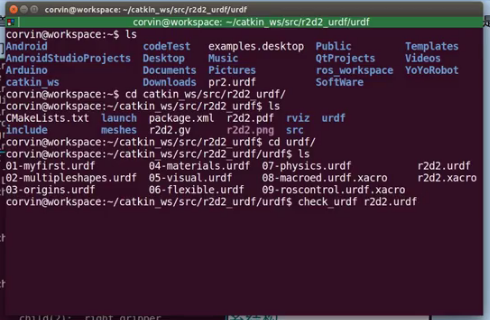 corvin@workspace: ~/catkin_ws/src/r2d2_urdf/urdf
corvin@workspace: ~/catkin_ws/src/r2d2_urdf/urdf
corvin@workspace:~$ ls
Android codeTest examples.desktop Public Templates
AndroidStudioProjects Desktop Music QtProjects Videos
Arduino Documents Pictures ros_workspace YoYoRobot
catkin_ws Downloads pr2.urdf SoftWare
corvin@workspace:~$ cd catkin_ws/src/r2d2_urdf/
corvin@workspace:~/catkin_ws/src/r2d2_urdf$ ls
CMakeLists.txt launch package.xml r2d2.pdf rviz urdf
include meshes r2d2.gv r2d2.png src
corvin@workspace:~/catkin_ws/src/r2d2_urdf$ cd urdf/
corvin@workspace:~/catkin_ws/src/r2d2_urdf/urdf$ ls
01-myfirst.urdf 04-materials.urdf 07-physics.urdf r2d2.urdf
02-multipleshapes.urdf 05-visual.urdf 08-macroed.urdf.xacro r2d2.xacro
03-origins.urdf 06-flexible.urdf 09-roscontrol.urdf.xacro
corvin@workspace:~/catkin_ws/src/r2d2_urdf/urdf$ check_urdf r2d2.urdf
child(2): right_gripper